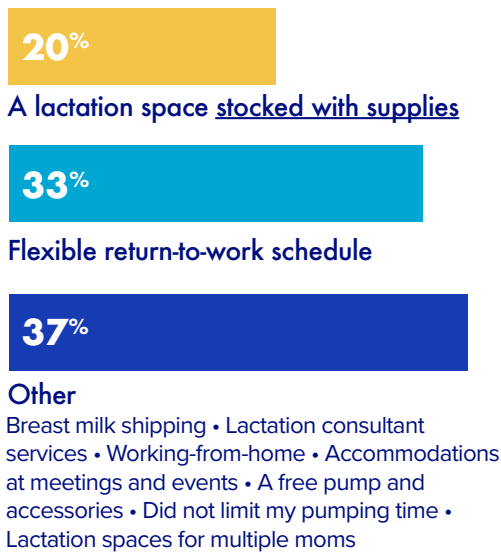 20%
A lactation space stocked with supplies
33%
Flexible return-to-work schedule
37%
Other
Breast milk shipping • Lactation consultant
services • Working-from-home • Accommodations
at meetings and events • A free pump and
accessories • Did not limit my pumping time •
Lactation spaces for multiple moms